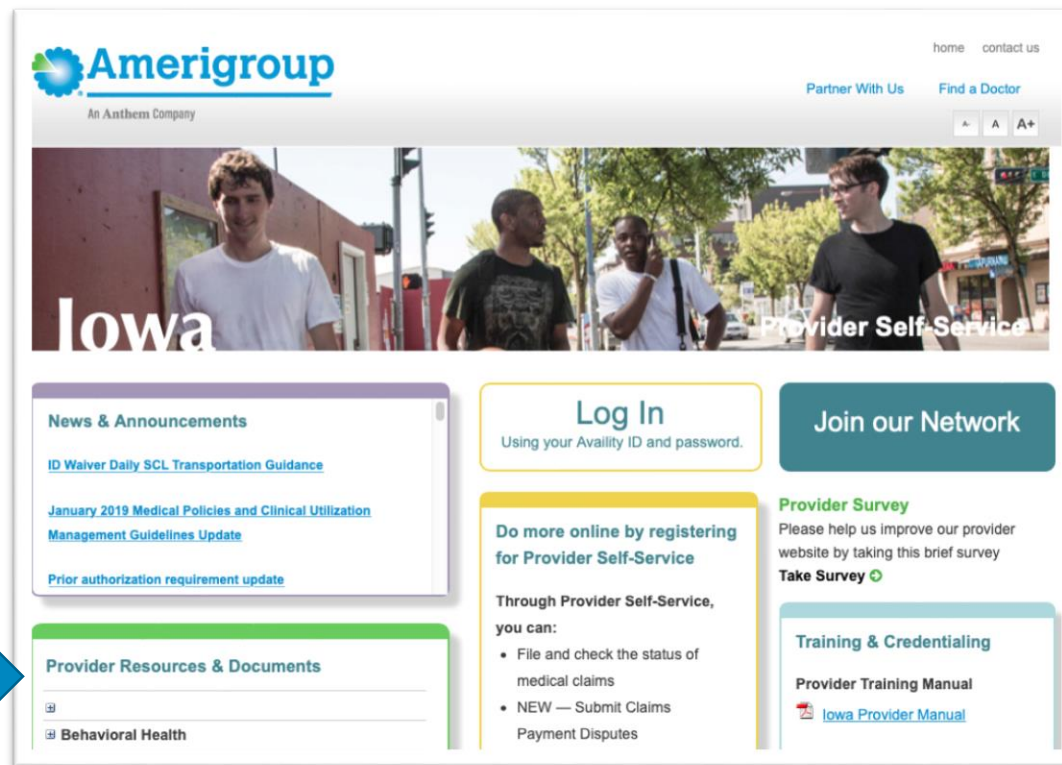 Amerigroup
An Anthem Company
home contact us
Partner With Us Find a Doctor
A- A A+
Iowa
Provider Self-Service
News & Announcements
ID Waiver Daily SCL Transportation Guidance
January 2019 Medical Policies and Clinical Utilization
Management Guidelines Update
Prior authorization requirement update
Provider Resources & Documents
Behavioral Health
Log In
Using your Availity ID and password.
Do more online by registering
for Provider Self-Service
Through Provider Self-Service,
you can:
• File and check the status of
medical claims
• NEW — Submit Claims
Payment Disputes
Join our Network
Provider Survey
Please help us improve our provider
website by taking this brief survey
Take Survey
Training & Credentialing
Provider Training Manual
Iowa Provider Manual